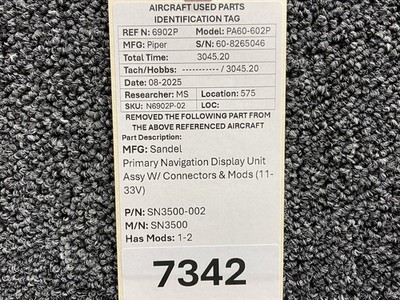 AIRCRAFT USED PARTS
IDENTIFICATION TAG
REF N: 6902P Model: PA60-602P
MFG: Piper S/N: 60-8265046
Total Time: 3045.20
Tach/Hobbs: ----------- / 3045.20
Date: 08-2025
Researcher: MS Location: 575
SKU: N6902P-02 LOC:
REMOVED THE FOLLOWING PART FROM
THE ABOVE REFERENCED AIRCRAFT
Part Description:
MFG: Sandel
Primary Navigation Display Unit
Assy W/ Connectors & Mods (11-
33V)
P/N: SN3500-002
M/N: SN3500
Has Mods: 1-2
7342